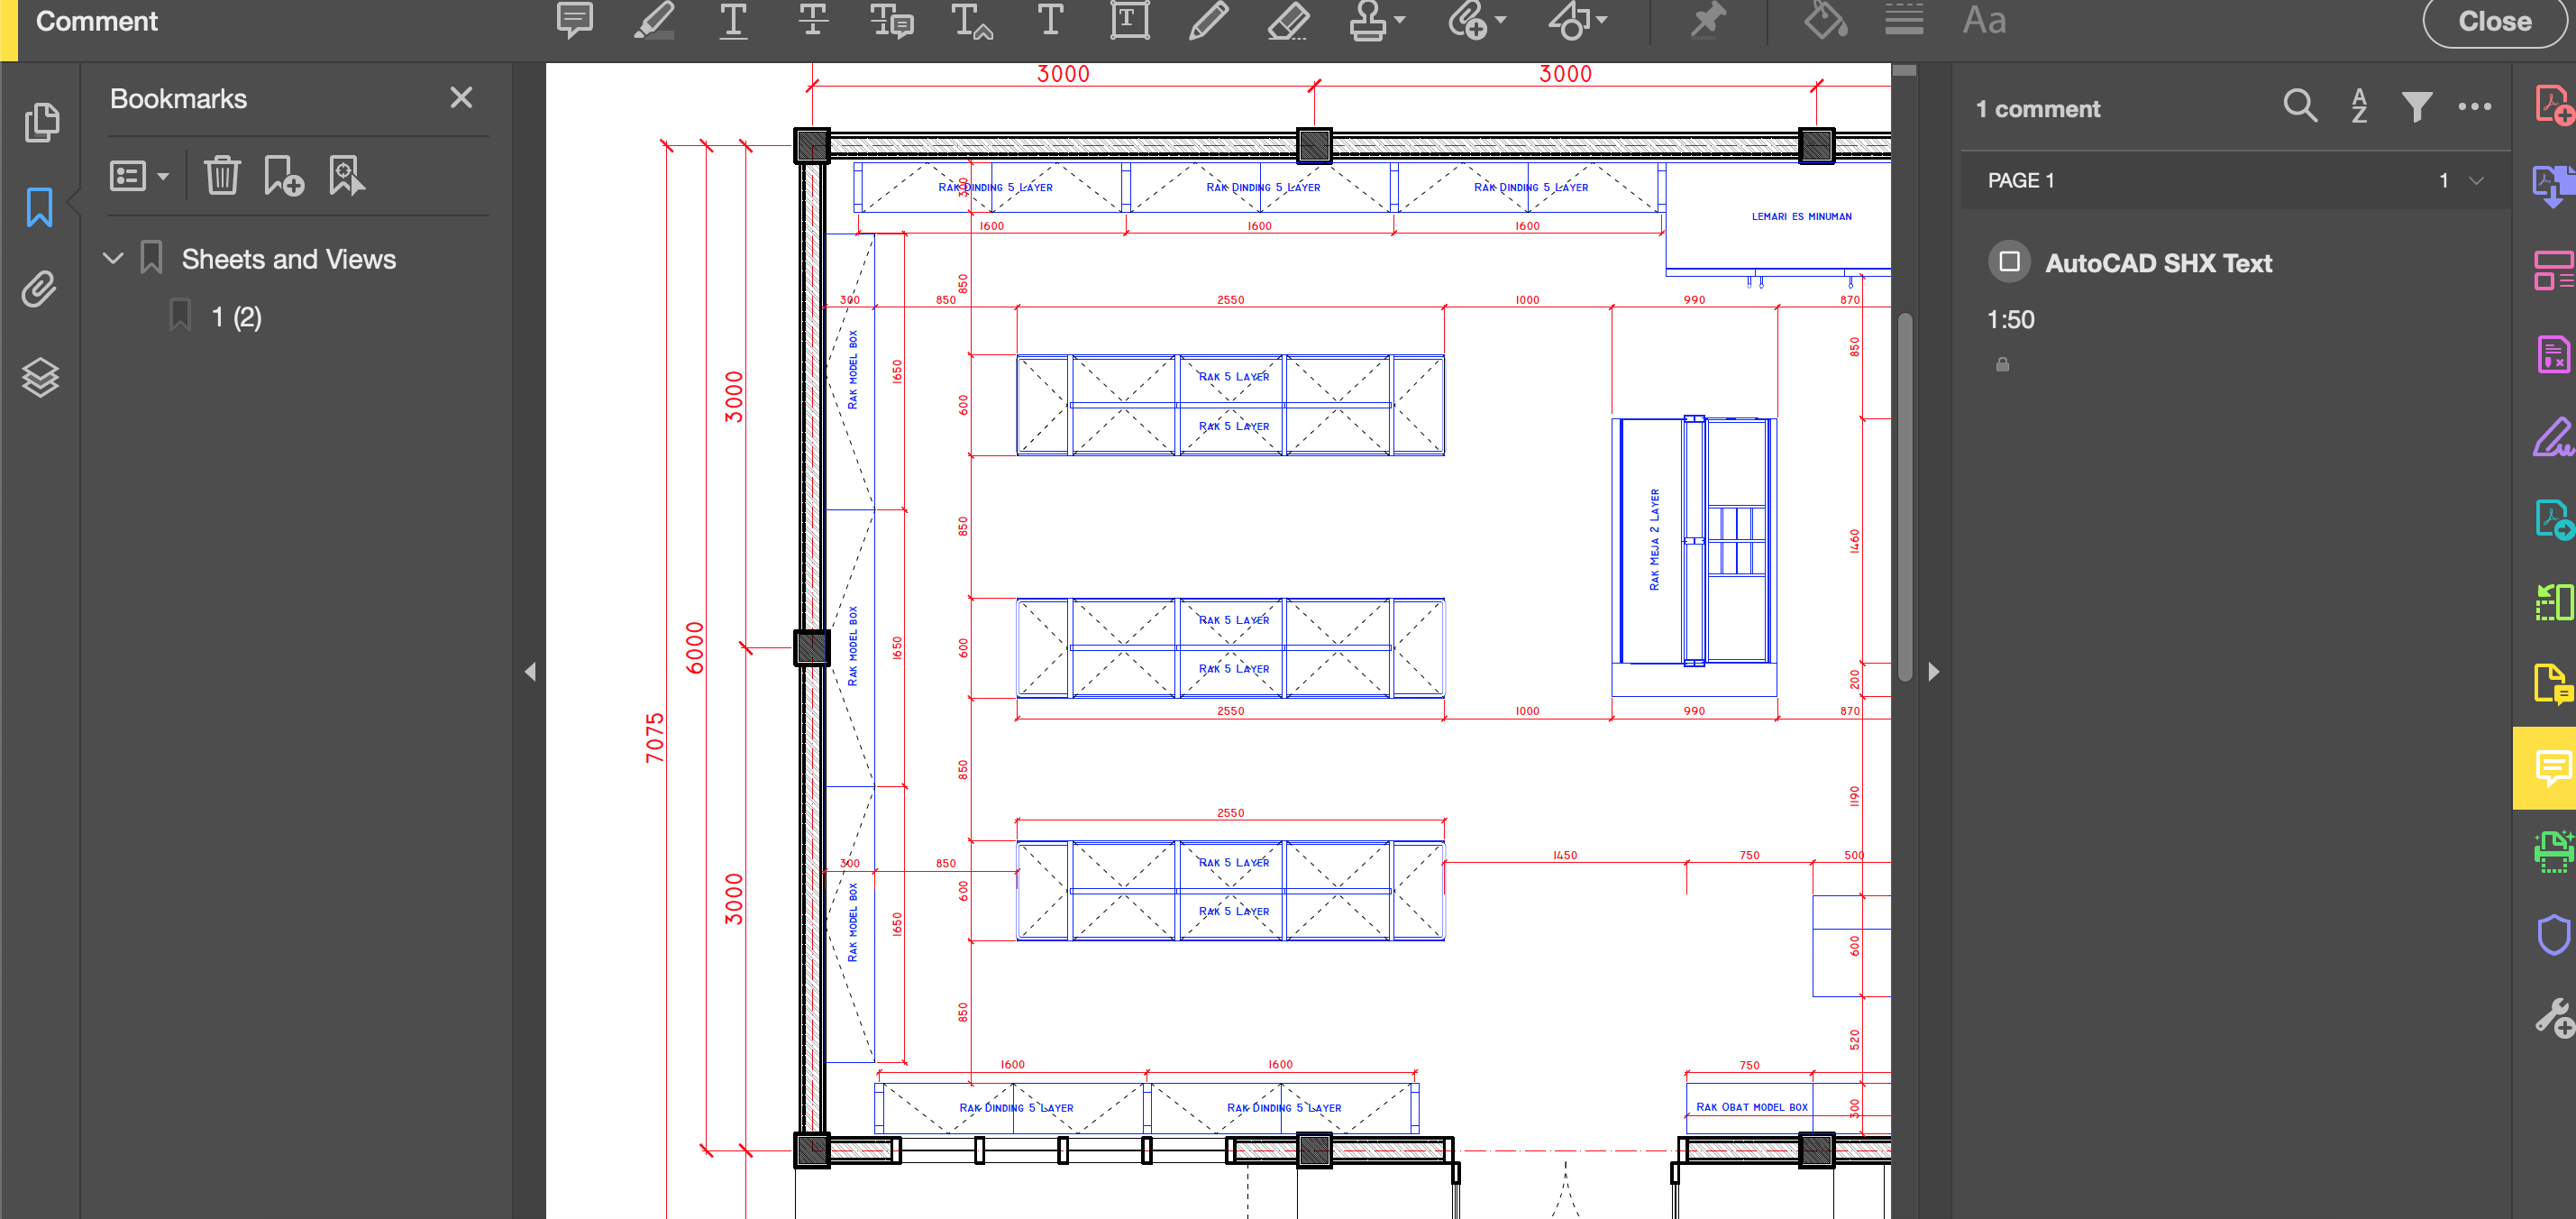 Comment
Close
Bookmarks
Sheets and Views
1 (2)
3000
3000
RAK DINDING 5 LAYER
RAK DINDING 5 LAYER
RAK DINDING 5 LAYER
300
LEMARI ES MINUMAN
1600
1600
1600
850
300
850
2550
1000
990
870
RAK MODEL BOX
1650
3000
600
RAK 5 LAYER
RAK 5 LAYER
850
850
RAK MEJA 2 LAYER
1460
6000
RAK MODEL BOX
1650
600
RAK 5 LAYER
RAK 5 LAYER
200
2550
1000
990
870
7075
850
1190
2550
300
850
1450
750
500
3000
RAK MODEL BOX
1650
600
RAK 5 LAYER
RAK 5 LAYER
600
850
520
1600
1600
750
RAK DINDING 5 LAYER
RAK DINDING 5 LAYER
RAK OBAT MODEL BOX
300
1 comment
PAGE 1
1
AutoCAD SHX Text
1:50